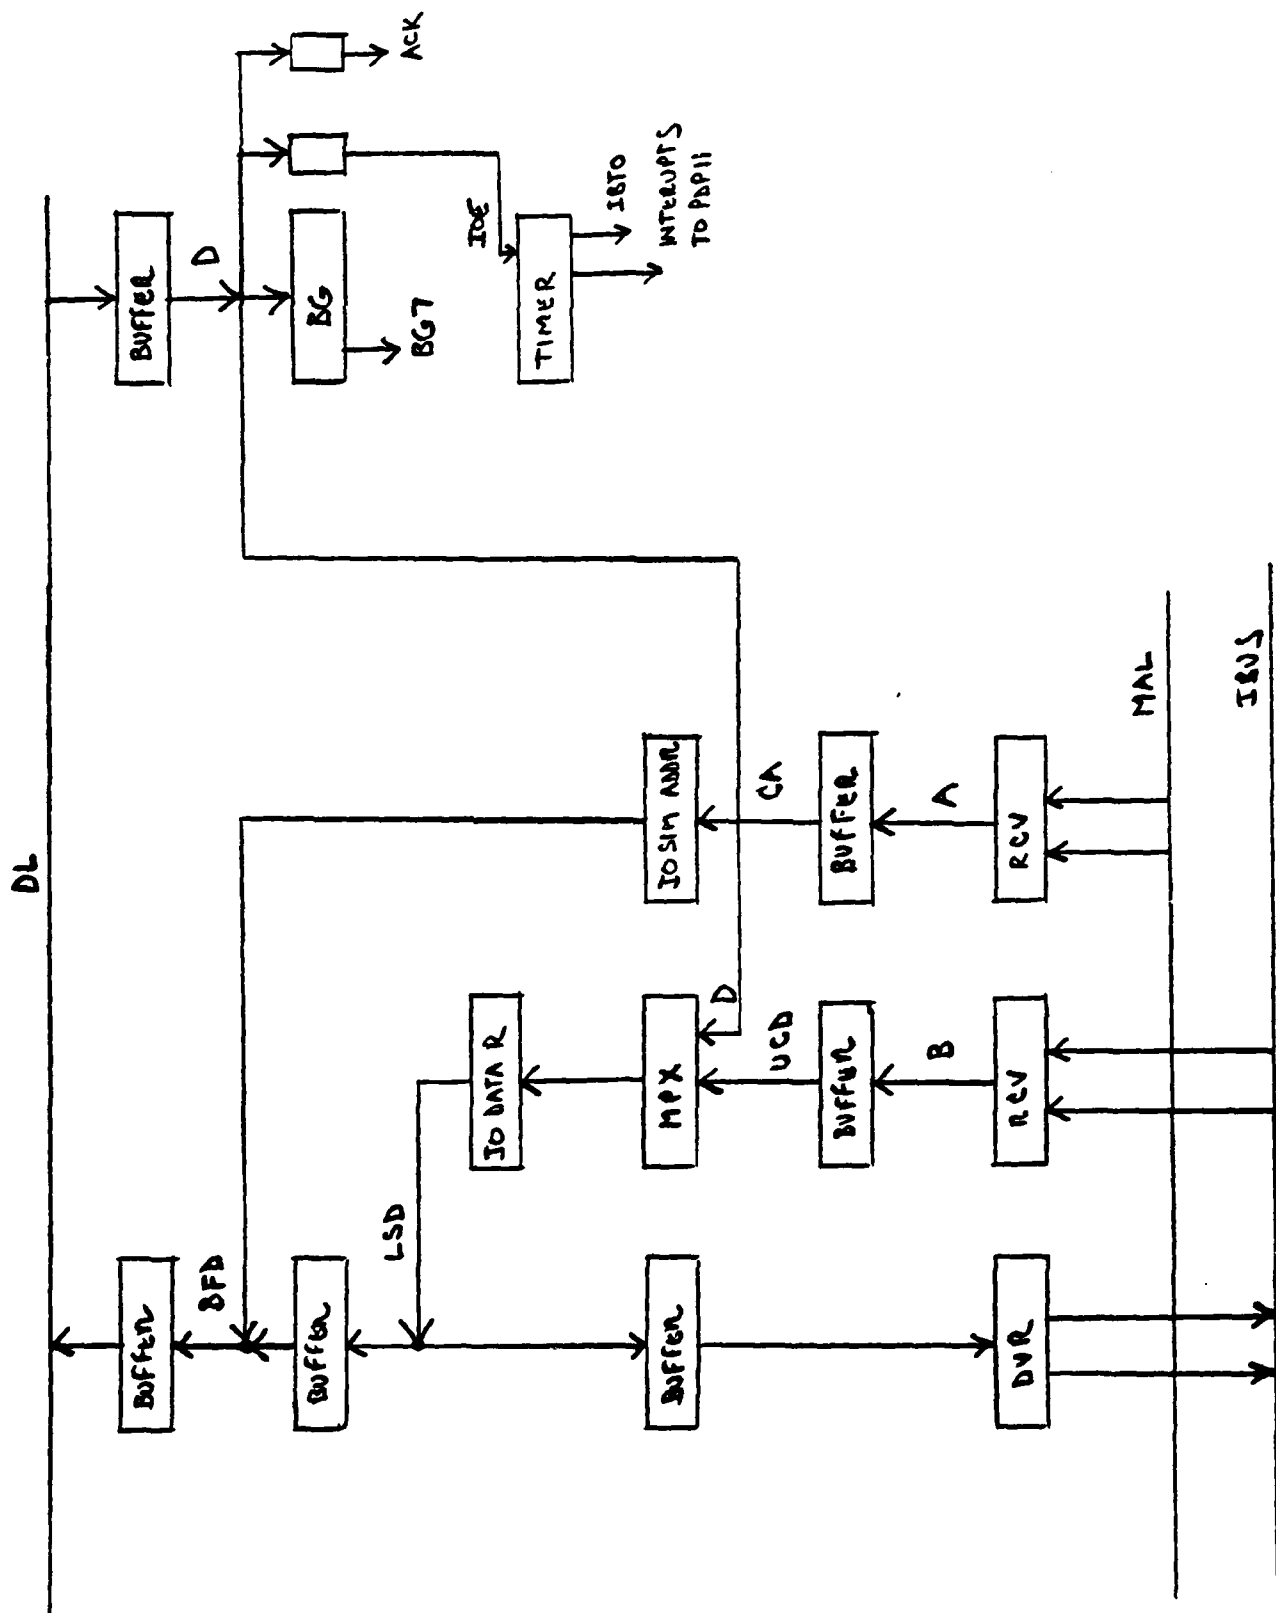 DL
BUFFER
BFD
BUFFER
LSD
BUFFER
DVR
IO DATA R
MPX
D
UCD
BUFFER
B
RCV
IOSIM ADDR
CA
BUFFER
A
RCV
MAL
IBUS
BUFFER
D
BG
BG7
IOE
TIMER
IBTO
INTERUPTS
TO PDP11
ACK